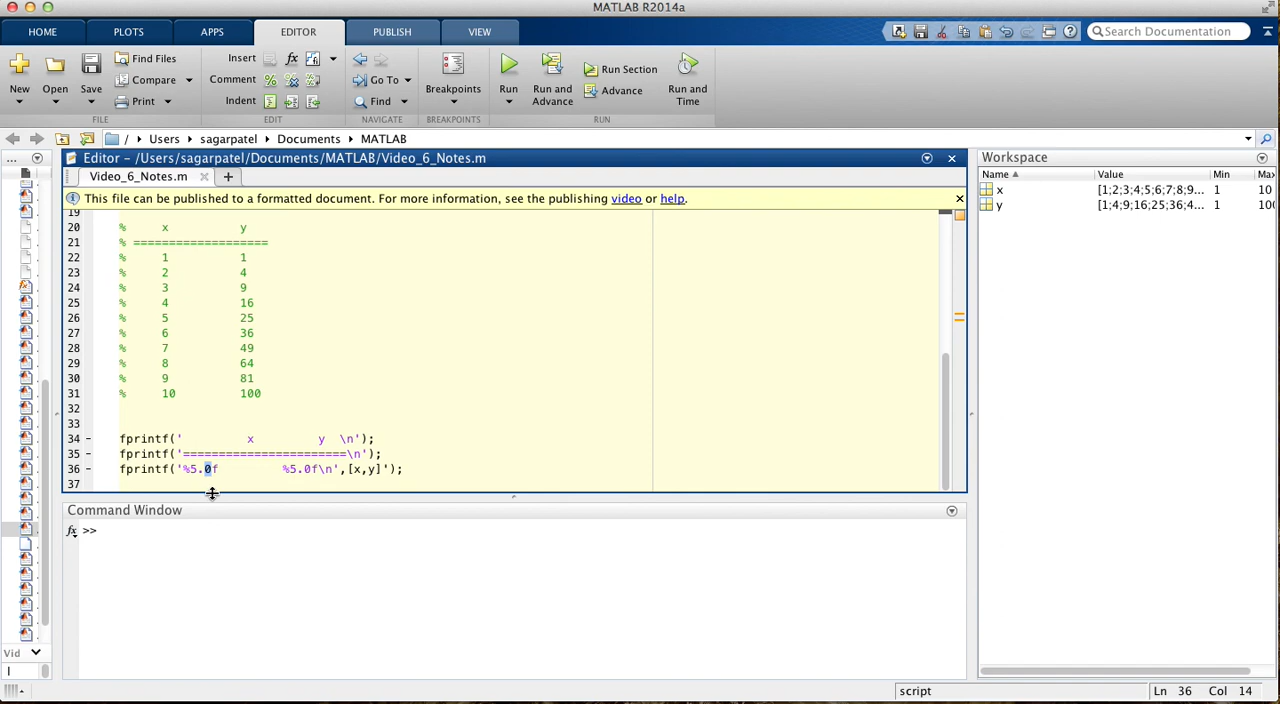 MATLAB R2014a
HOME PLOTS APPS EDITOR PUBLISH VIEW Search Documentation
New Open Save Find Files Compare Print
FILE
Insert fx
Comment %
Indent
EDIT
Go To
Find
NAVIGATE
Breakpoints
BREAKPOINTS
Run Run and Advance Run Section Advance Run and Time
RUN
/ Users sagarpatel Documents MATLAB
...
Editor - /Users/sagarpatel/Documents/MATLAB/Video_6_Notes.m
Video_6_Notes.m
This file can be published to a formatted document. For more information, see the publishing video or help.
19
20 % x y
21 % ===================
22 % 1 1
23 % 2 4
24 % 3 9
25 % 4 16
26 % 5 25
27 % 6 36
28 % 7 49
29 % 8 64
30 % 9 81
31 % 10 100
32
33
34 - fprintf(' x y \n');
35 - fprintf('=======================\n');
36 - fprintf('%5.0f %5.0f\n',[x,y]');
37
Command Window
fx >>
Workspace
Name Value Min Max
x [1;2;3;4;5;6;7;8;9... 1 10
y [1;4;9;16;25;36;4... 1 100
Vid
script Ln 36 Col 14